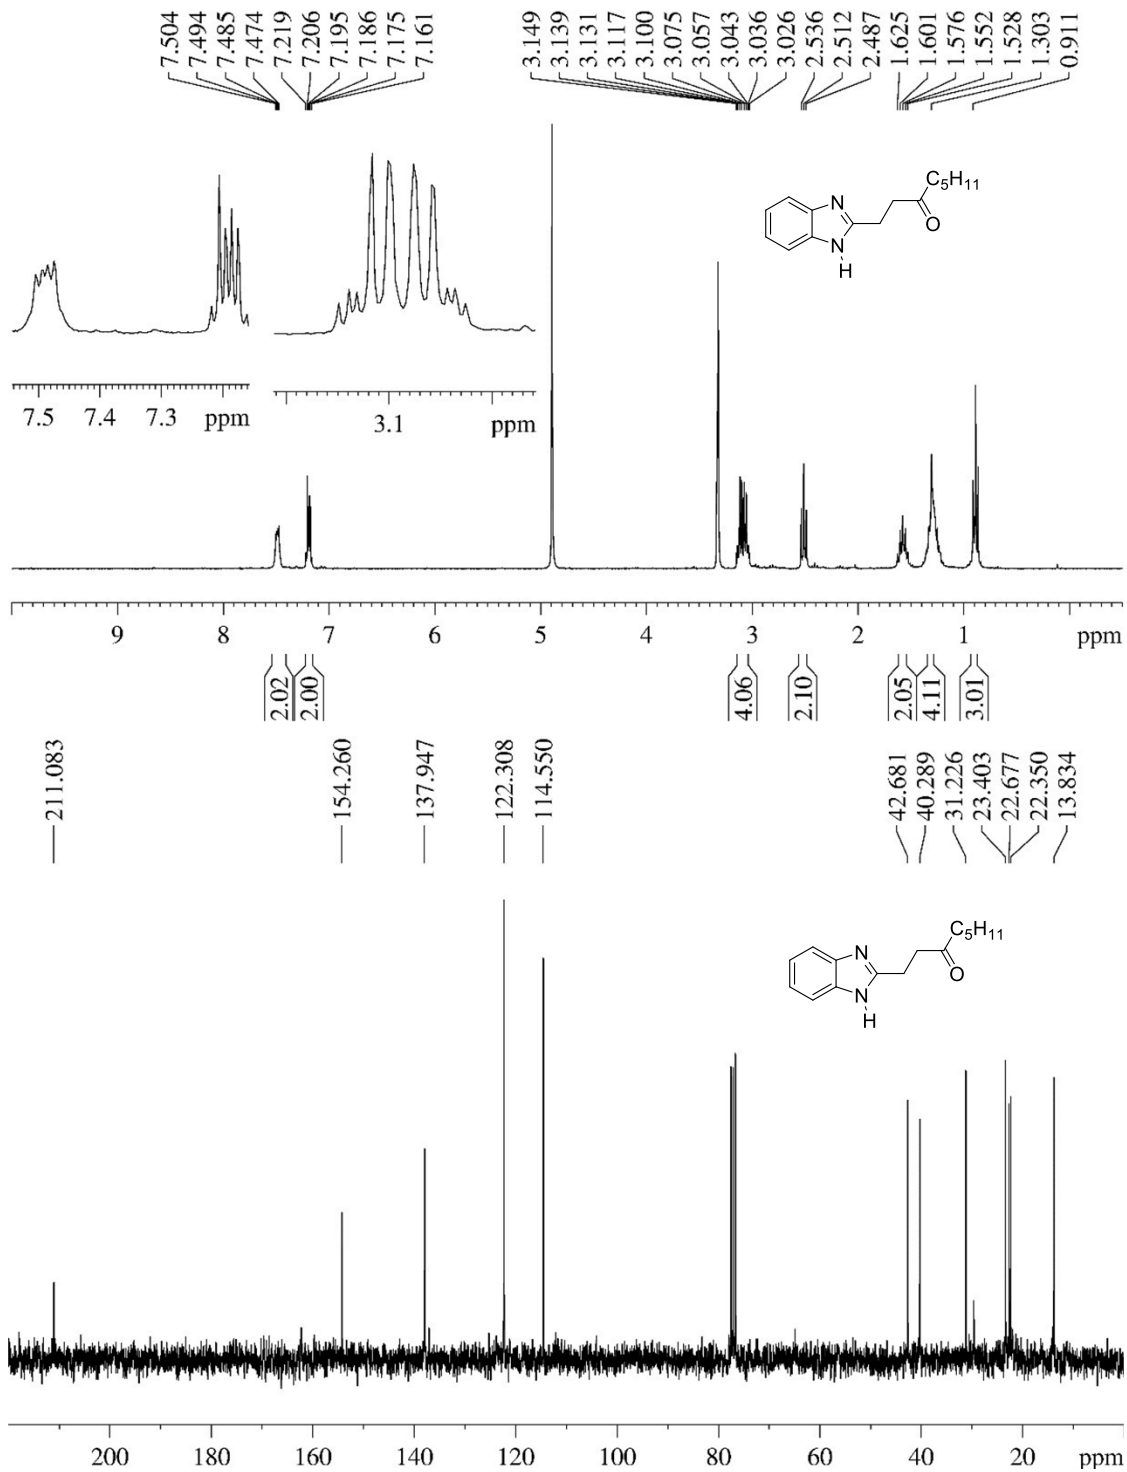 7.504 7.494 7.485 7.474 7.219 7.206 7.195 7.186 7.175 7.161 3.149 3.139 3.131 3.117 3.100 3.075 3.057 3.043 3.036 3.026 2.536 2.512 2.487 1.625 1.601 1.576 1.552 1.528 1.303 0.911
C5H11
N
O
N
H
7.5 7.4 7.3 ppm
3.1 ppm
9 8 7 6 5 4 3 2 1 ppm
2.02 2.00 4.06 2.10 2.05 4.11 3.01
211.083 154.260 137.947 122.308 114.550 42.681 40.289 31.226 23.403 22.677 22.350 13.834
C5H11
N
O
N
H
200 180 160 140 120 100 80 60 40 20 ppm